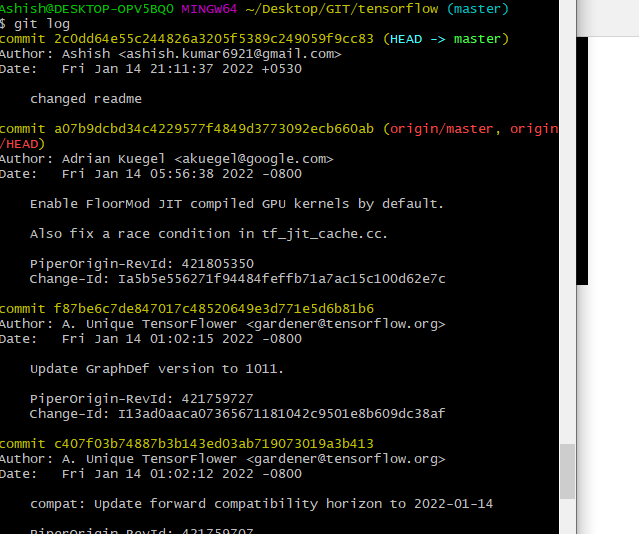 Ashish@DESKTOP-OPV5BQO MINGW64 ~/Desktop/GIT/tensorflow (master)
$ git log
commit 2c0dd64e55c244826a3205f5389c249059f9cc83 (HEAD -> master)
Author: Ashish <ashish.kumar6921@gmail.com>
Date:   Fri Jan 14 21:11:37 2022 +0530
changed readme
commit a07b9dcbd34c4229577f4849d3773092ecb660ab (origin/master, origin
/HEAD)
Author: Adrian Kuegel <akuegel@google.com>
Date:   Fri Jan 14 05:56:38 2022 -0800
Enable FloorMod JIT compiled GPU kernels by default.
Also fix a race condition in tf_jit_cache.cc.
PiperOrigin-RevId: 421805350
Change-Id: Ia5b5e556271f94484feffb71a7ac15c100d62e7c
commit f87be6c7de847017c48520649e3d771e5d6b81b6
Author: A. Unique TensorFlower <gardener@tensorflow.org>
Date:   Fri Jan 14 01:02:15 2022 -0800
Update GraphDef version to 1011.
PiperOrigin-RevId: 421759727
Change-Id: I13ad0aaca07365671181042c9501e8b609dc38af
commit c407f03b74887b3b143ed03ab719073019a3b413
Author: A. Unique TensorFlower <gardener@tensorflow.org>
Date:   Fri Jan 14 01:02:12 2022 -0800
compat: Update forward compatibility horizon to 2022-01-14
PiperOrigin-RevId: 421759707